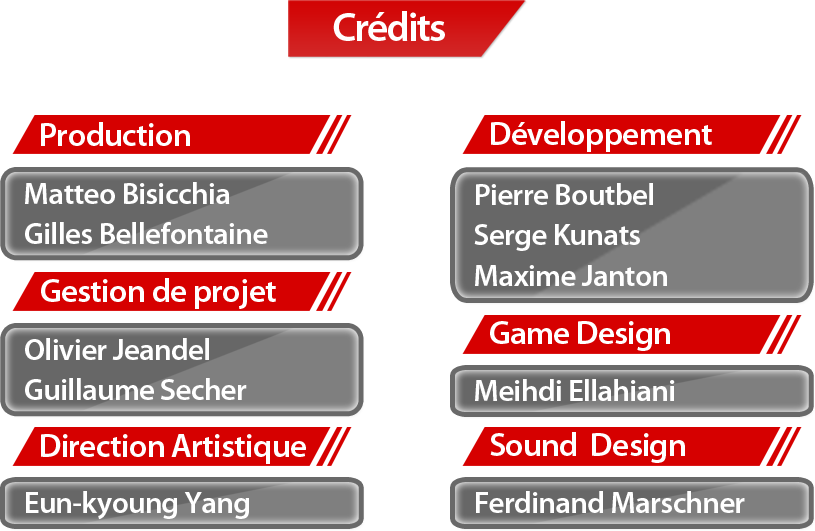 Crédits
Production
Matteo Bisicchia
Gilles Bellefontaine
Gestion de projet
Olivier Jeandel
Guillaume Secher
Direction Artistique
Eun-kyoung Yang
Développement
Pierre Boutbel
Serge Kunats
Maxime Janton
Game Design
Meihdi Ellahiani
Sound Design
Ferdinand Marschner